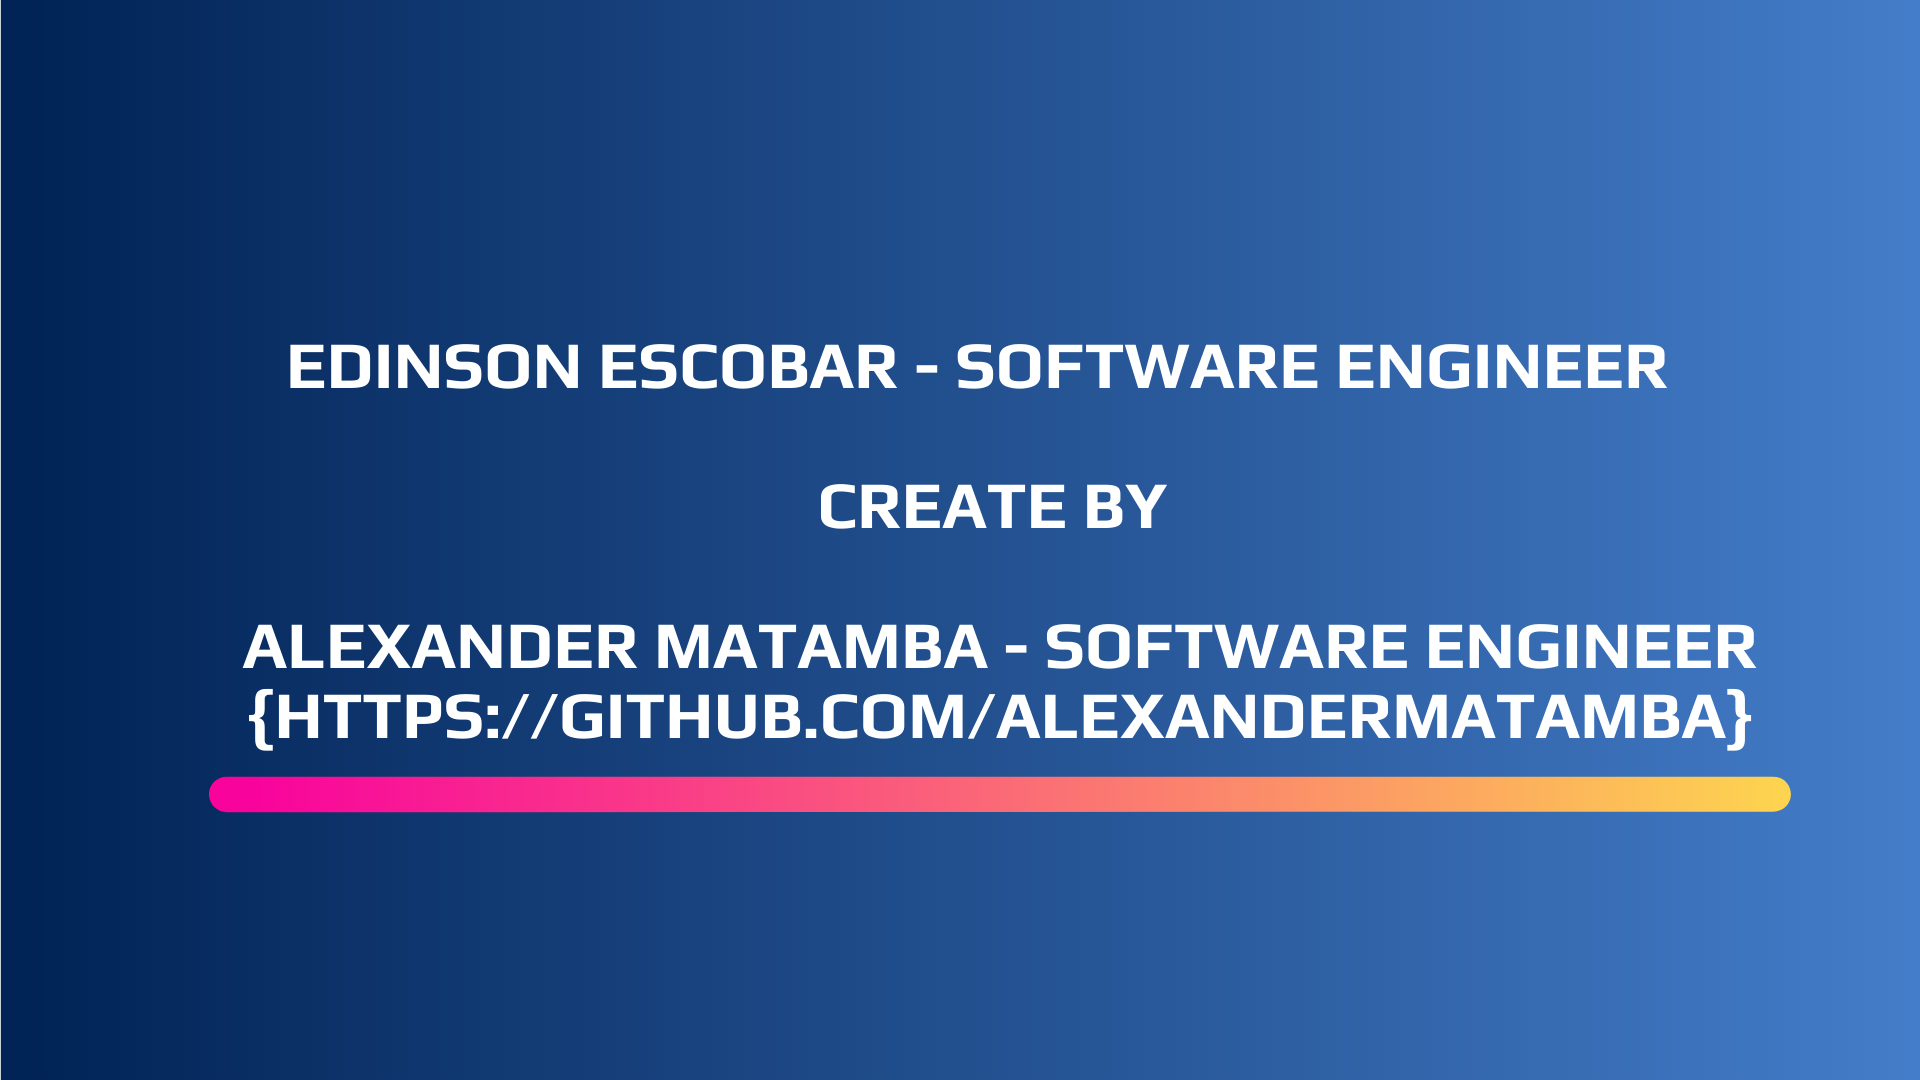 EDINSON ESCOBAR - SOFTWARE ENGINEER
CREATE BY
ALEXANDER MATAMBA - SOFTWARE ENGINEER
{HTTPS://GITHUB.COM/ALEXANDERMATAMBA}